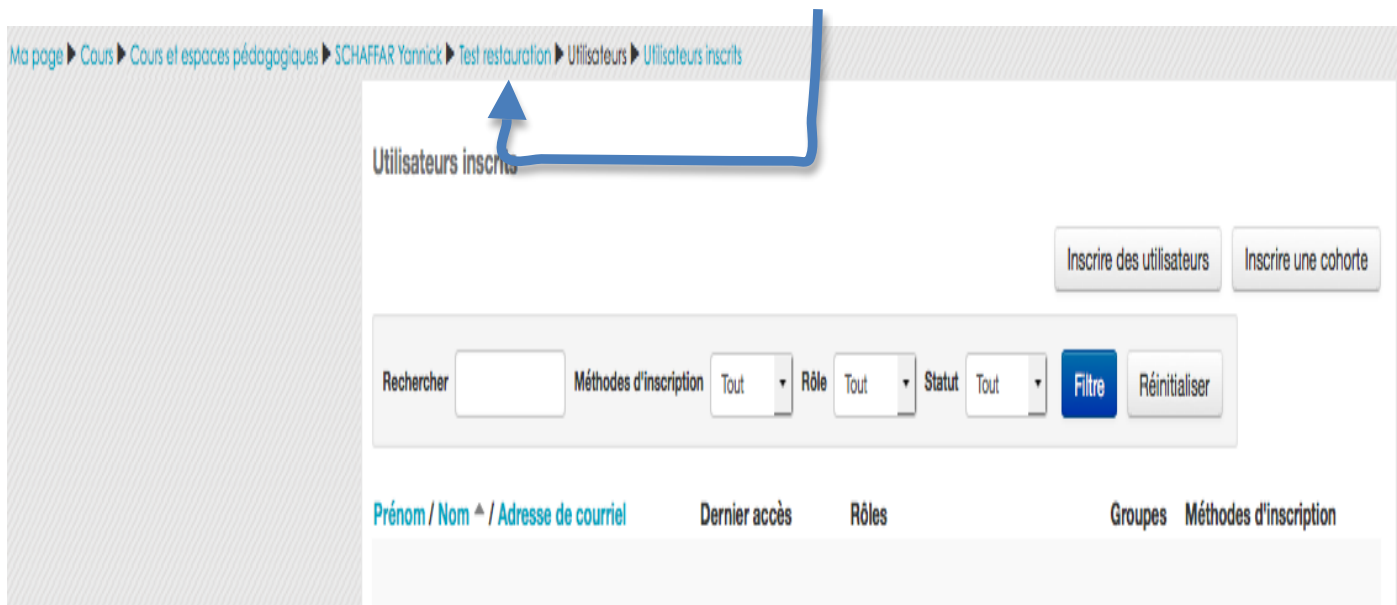 Ma page ▶ Cours ▶ Cours et espaces pédagogiques ▶ SCHAFFAR Yannick ▶ Test restauration ▶ Utilisateurs ▶ Utilisateurs inscrits
Utilisateurs inscrits
Inscrire des utilisateurs Inscrire une cohorte
Rechercher Méthodes d'inscription Tout Rôle Tout Statut Tout Filtre Réinitialiser
Prénom / Nom ▲ / Adresse de courriel Dernier accès Rôles Groupes Méthodes d'inscription